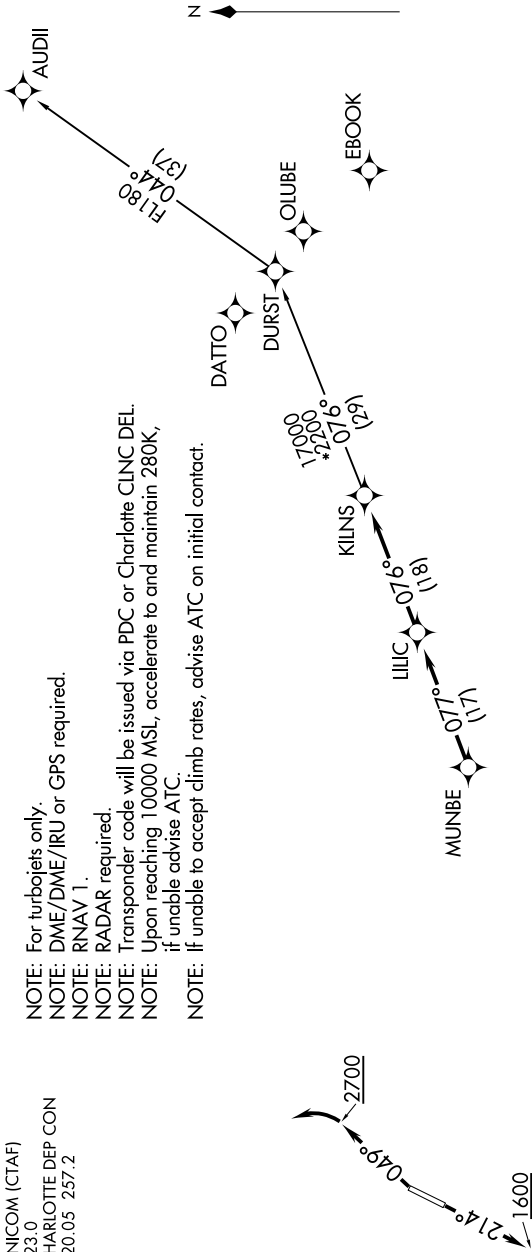 NICOM (CTAF)
23.0
HARLOTTE DEP CON
20.05 257.2
NOTE: For turbojets only.
NOTE: DME/DME/IRU or GPS required.
NOTE: RNAV 1.
NOTE: RADAR required.
NOTE: Transponder code will be issued via PDC or Charlotte CLNC DEL.
NOTE: Upon reaching 10000 MSL, accelerate to and maintain 280K,
if unable advise ATC.
NOTE: If unable to accept climb rates, advise ATC on initial contact.
N
AUDII
FL180
044°
(37)
EBOOK
OLUBE
DURST
DATTO
17000
*2200
076°
(29)
KILNS
076°
(18)
LILIC
077°
(17)
MUNBE
2700
049°
214°
1600